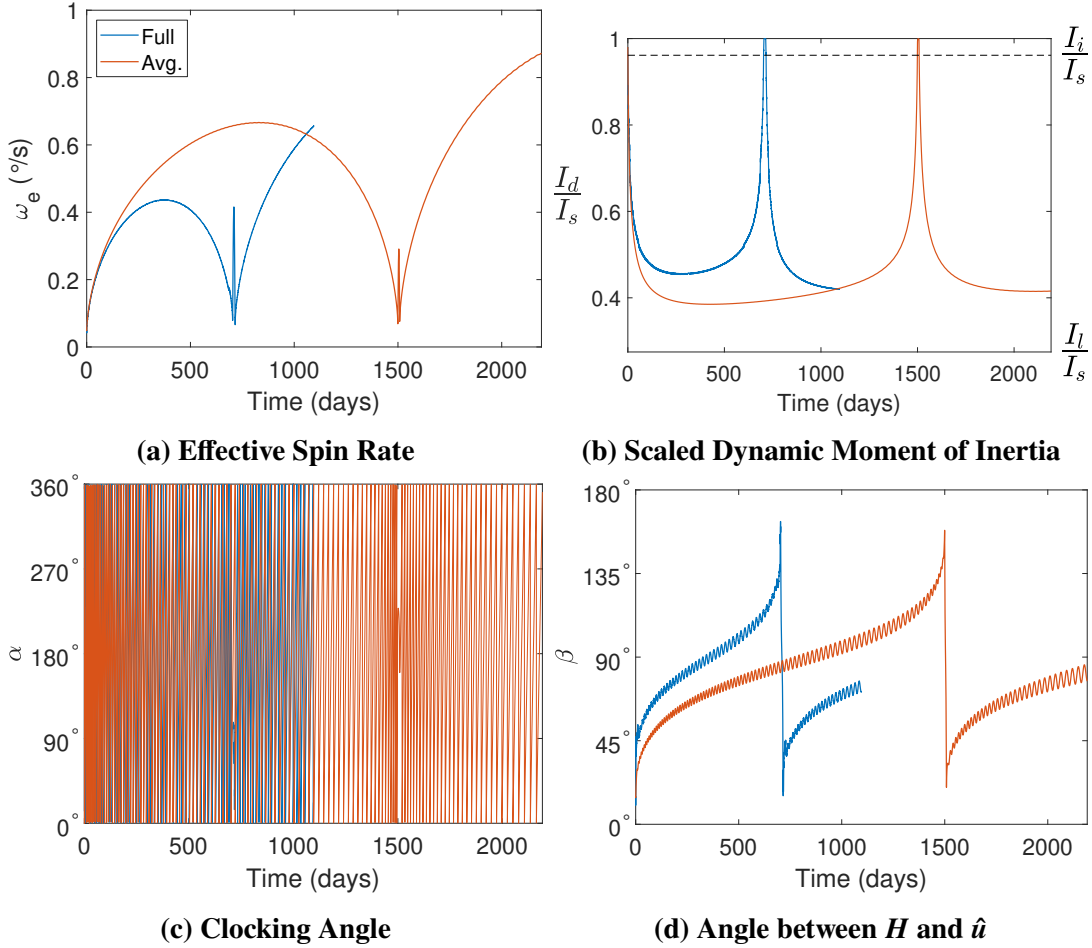 1
0.8
0.6
0.4
0.2
0
ω_e (°/s)
Full
Avg.
0 500 1000 1500 2000
Time (days)
(a) Effective Spin Rate
1
0.8
0.6
0.4
I_d
I_s
I_i
I_s
I_l
I_s
0 500 1000 1500 2000
Time (days)
(b) Scaled Dynamic Moment of Inertia
360°
270°
180°
90°
0°
α
0 500 1000 1500 2000
Time (days)
(c) Clocking Angle
180°
135°
90°
45°
0°
β
0 500 1000 1500 2000
Time (days)
(d) Angle between H and û